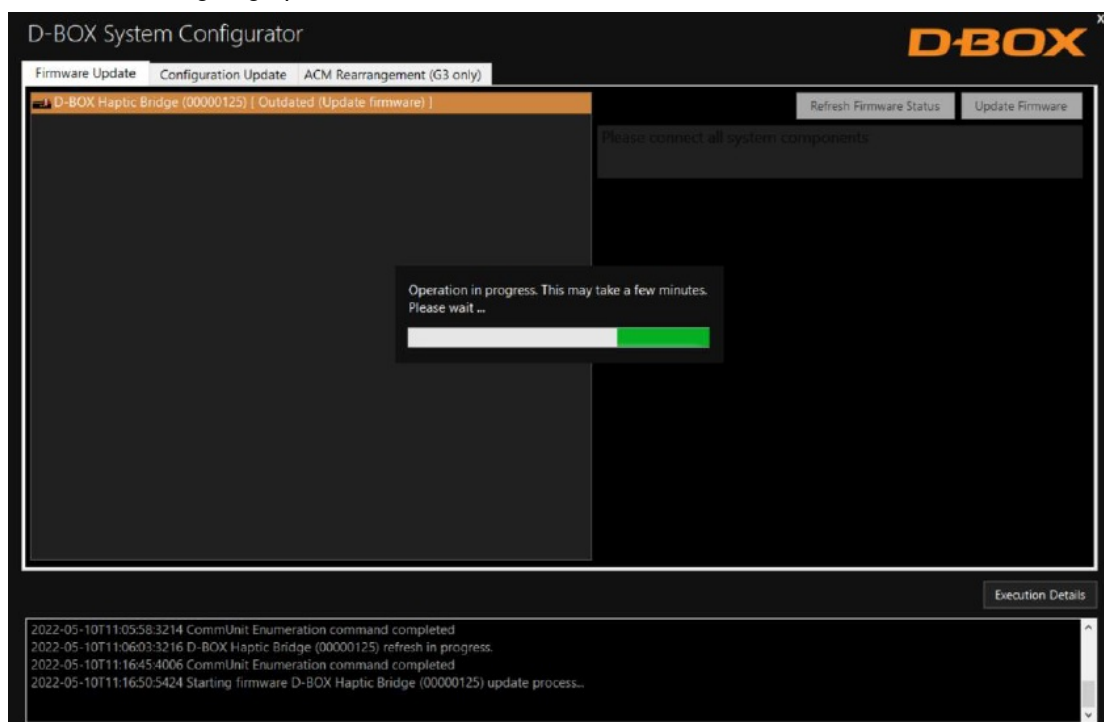 D-BOX System Configurator
x
D-BOX
Firmware Update
Configuration Update
ACM Rearrangement (G3 only)
D-BOX Haptic Bridge (00000125) [ Outdated (Update firmware) ]
Refresh Firmware Status
Update Firmware
Please connect all system components
Operation in progress. This may take a few minutes.
Please wait ...
Execution Details
2022-05-10T11:05:58:3214 CommUnit Enumeration command completed
2022-05-10T11:06:03:3216 D-BOX Haptic Bridge (00000125) refresh in progress.
2022-05-10T11:16:45:4006 CommUnit Enumeration command completed
2022-05-10T11:16:50:5424 Starting firmware D-BOX Haptic Bridge (00000125) update process...